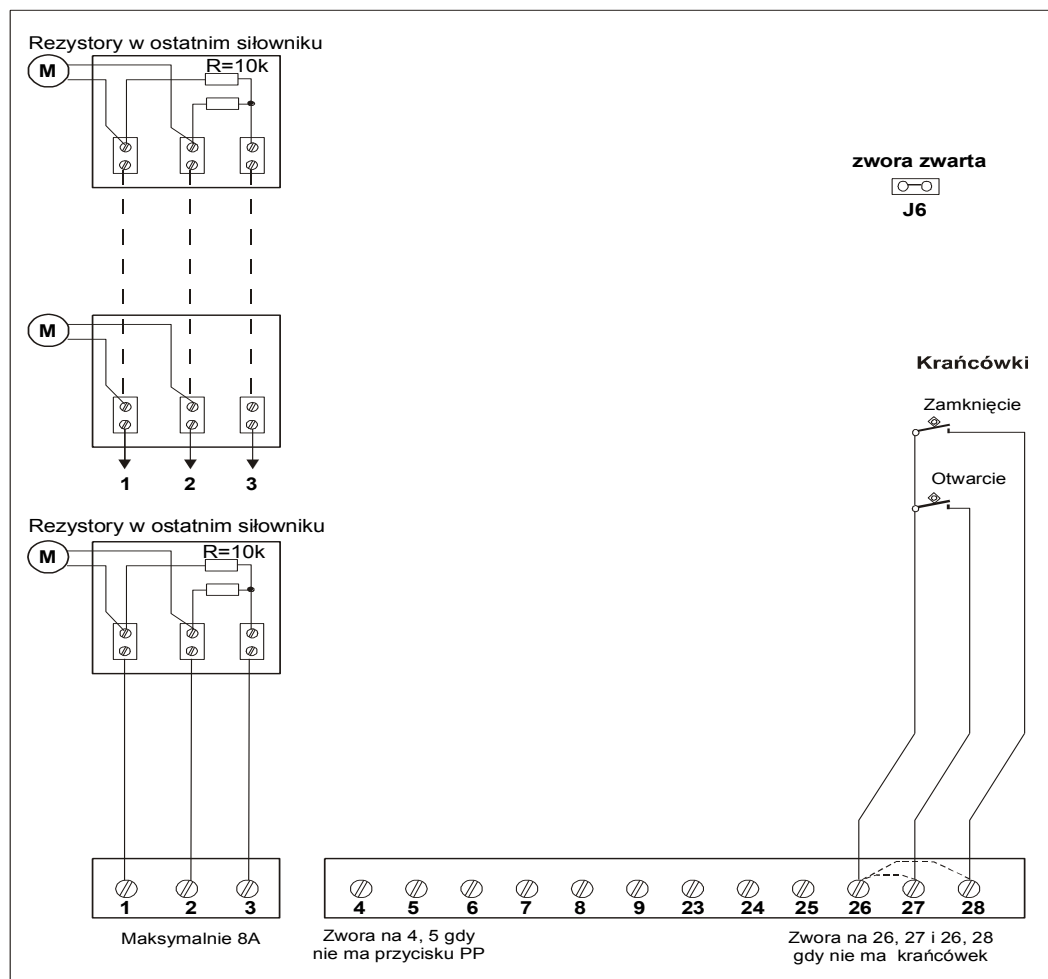 Rezystory w ostatnim siłowniku
R=10k
M
zwora zwarta
J6
M
Krańcówki
Zamknięcie
Otwarcie
1 2 3
Rezystory w ostatnim siłowniku
R=10k
M
1 2 3
4 5 6 7 8 9 23 24 25 26 27 28
Maksymalnie 8A
Zwora na 4, 5 gdy
nie ma przycisku PP
Zwora na 26, 27 i 26, 28
gdy nie ma krańcówek